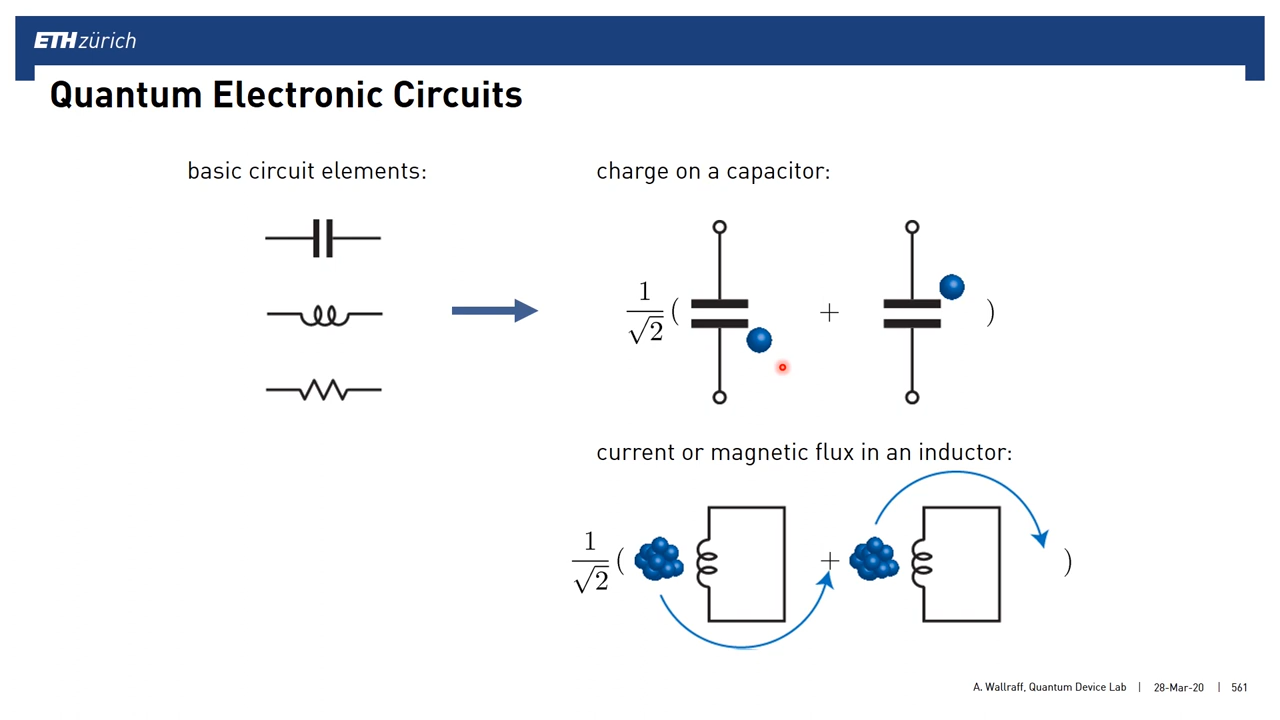 ETH zürich
Quantum Electronic Circuits
basic circuit elements:
charge on a capacitor:
1
√2
(
+
)
current or magnetic flux in an inductor:
1
√2
(
+
)
A. Wallraff, Quantum Device Lab | 28-Mar-20 | 561